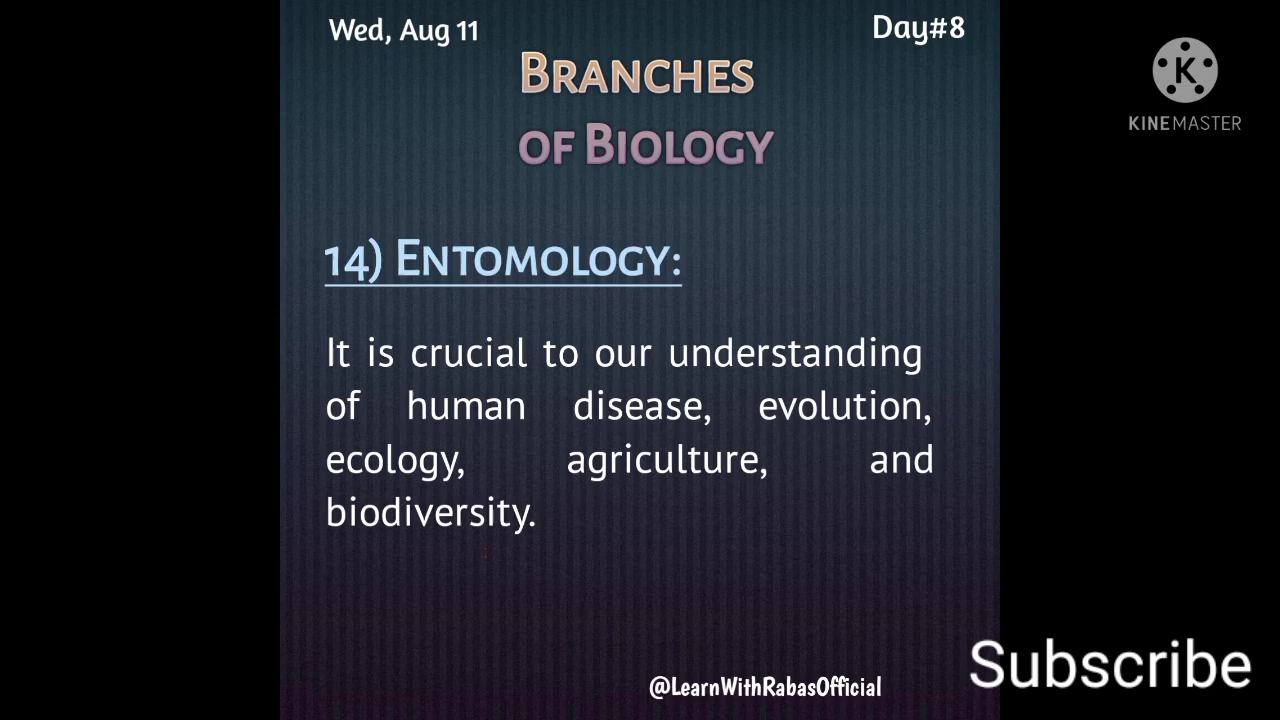 Wed, Aug 11
Day#8
BRANCHES
OF BIOLOGY
K
KINEMASTER
14) ENTOMOLOGY:
It is crucial to our understanding
of human disease, evolution,
ecology, agriculture, and
biodiversity.
@LearnWithRabasOfficial
Subscribe